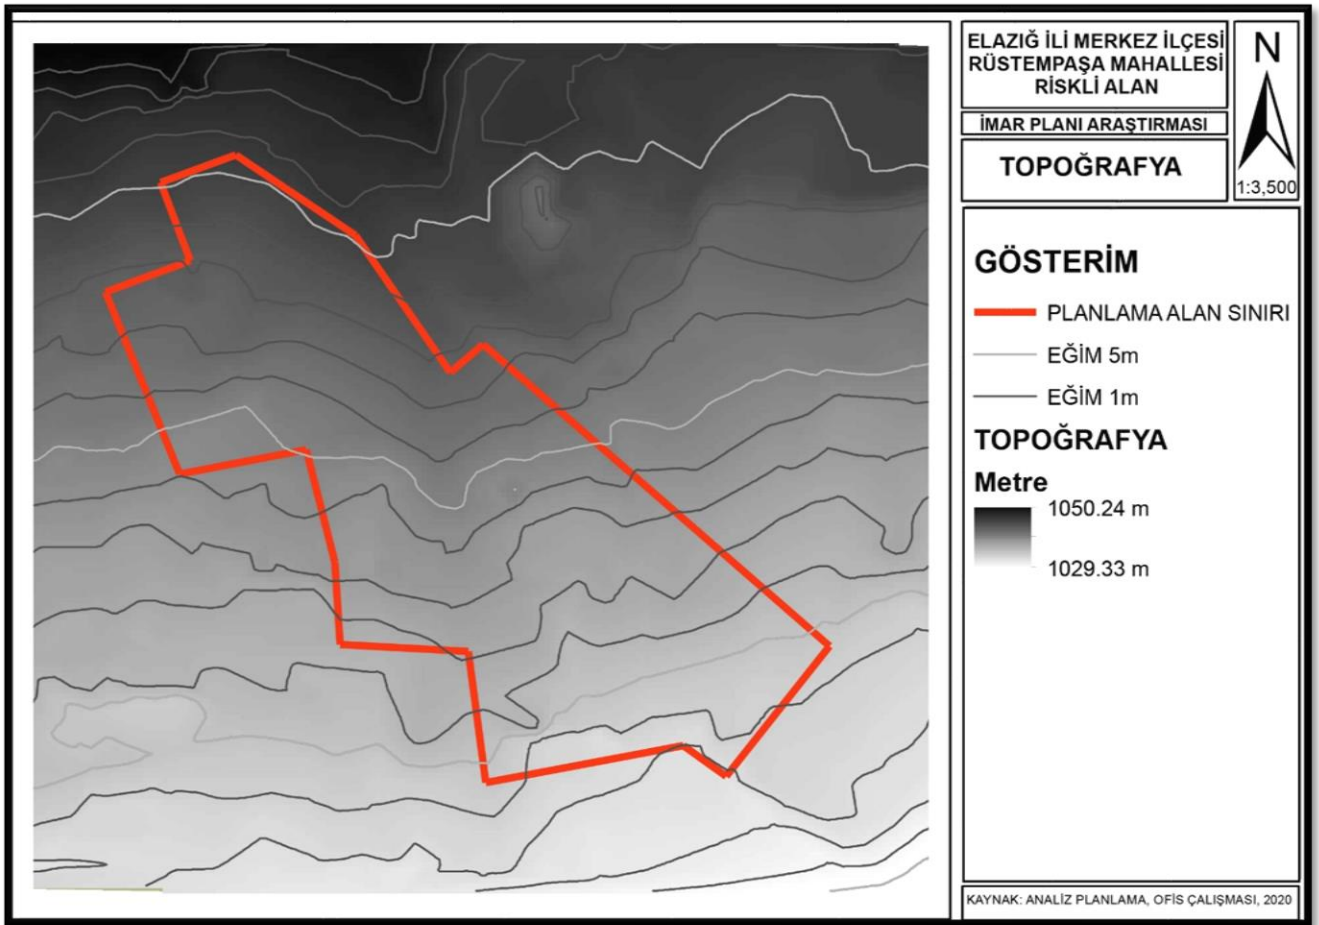 ELAZIĞ İLİ MERKEZ İLÇESİ
RÜSTEMPAŞA MAHALLESİ
RİSKLİ ALAN
N
İMAR PLANI ARAŞTIRMASI
TOPOĞRAFYA
1:3,500
GÖSTERİM
PLANLAMA ALAN SINIRI
EĞİM 5m
EĞİM 1m
TOPOĞRAFYA
Metre
1050.24 m
1029.33 m
KAYNAK: ANALİZ PLANLAMA, OFİS ÇALIŞMASI, 2020